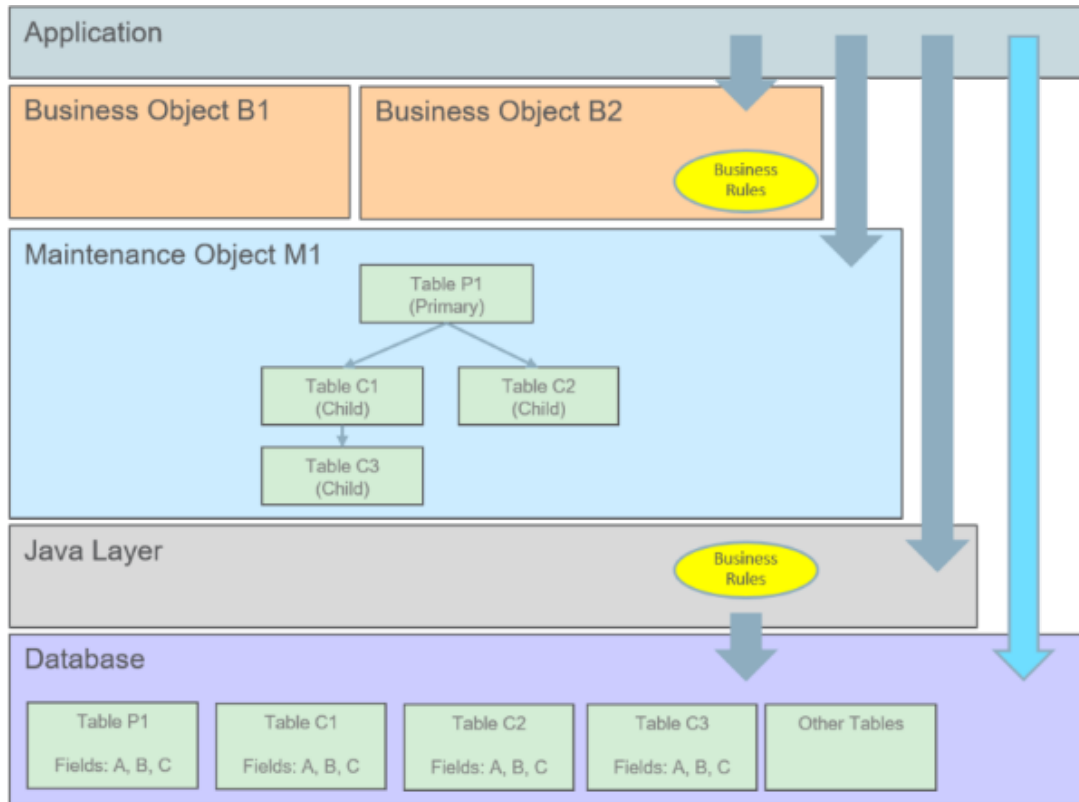 Application
Business Object B1
Business Object B2
Business
Rules
Maintenance Object M1
Table P1
(Primary)
Table C1
(Child)
Table C2
(Child)
Table C3
(Child)
Java Layer
Business
Rules
Database
Table P1
Fields: A, B, C
Table C1
Fields: A, B, C
Table C2
Fields: A, B, C
Table C3
Fields: A, B, C
Other Tables